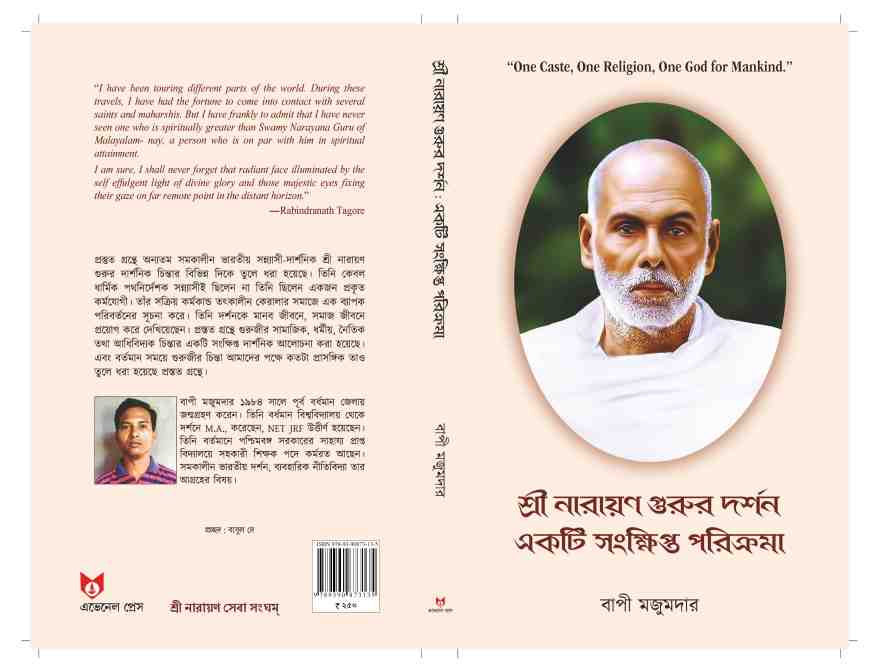 “I have been touring different parts of the world. During these
travels, I have had the fortune to come into contact with several
saints and maharshis. But I have frankly to admit that I have never
seen one who is spiritually greater than Swamy Narayana Guru of
Malayalam- nay, a person who is on par with him in spiritual
attainment.
I am sure, I shall never forget that radiant face illuminated by the
self effulgent light of divine glory and those majestic eyes fixing
their gaze on far remote point in the distant horizon.”
—Rabindranath Tagore
প্রস্তুত গ্রন্থে অন্যতম সমকালীন ভারতীয় সন্ন্যাসী-দার্শনিক শ্রী নারায়ণ
গুরুর দার্শনিক চিন্তার বিভিন্ন দিকে তুলে ধরা হয়েছে। তিনি কেবল
ধার্মিক পথনির্দেশক সন্ন্যাসীই ছিলেন না তিনি ছিলেন একজন প্রকৃত
কর্মযোগী। তাঁর সক্রিয় কর্মকান্ড তৎকালীন কেরালার সমাজে এক ব্যাপক
পরিবর্তনের সূচনা করে। তিনি দর্শনকে মানব জীবনে, সমাজ জীবনে
প্রয়োগ করে দেখিয়েছেন। প্রস্তুত গ্রন্থে গুরুজীর সামাজিক, ধর্মীয়, নৈতিক
তথা আধিবিদ্যক চিন্তার একটি সংক্ষিপ্ত দার্শনিক আলোচনা করা হয়েছে।
এবং বর্তমান সময়ে গুরুজীর চিন্তা আমাদের পক্ষে কতটা প্রাসঙ্গিক তাও
তুলে ধরা হয়েছে প্রস্তুত গ্রন্থে।
বাপী মজুমদার ১৯৮৪ সালে পূর্ব বর্ধমান জেলায়
জন্মগ্রহণ করেন। তিনি বর্ধমান বিশ্ববিদ্যালয় থেকে
দর্শনে M.A., করেছেন, NET JRF উত্তীর্ণ হয়েছেন।
তিনি বর্তমানে পশ্চিমবঙ্গ সরকারের সাহায্য প্রাপ্ত
বিদ্যালয়ে সহকারী শিক্ষক পদে কর্মরত আছেন।
সমকালীন ভারতীয় দর্শন, ব্যবহারিক নীতিবিদ্যা তার
আগ্রহের বিষয়।
প্রচ্ছদ : বাবুল দে
ISBN 978-93-90873-13-5
9 789390 873135
₹ ২৫০
এভেনেল প্রেস
শ্রী নারায়ণ সেবা সংঘম্
শ্রী নারায়ণ গুরুর দর্শন : একটি সংক্ষিপ্ত পরিক্রমা
বাপী মজুমদার
এভেনেল প্রেস
“One Caste, One Religion, One God for Mankind.”
শ্রী নারায়ণ গুরুর দর্শন
একটি সংক্ষিপ্ত পরিক্রমা
বাপী মজুমদার